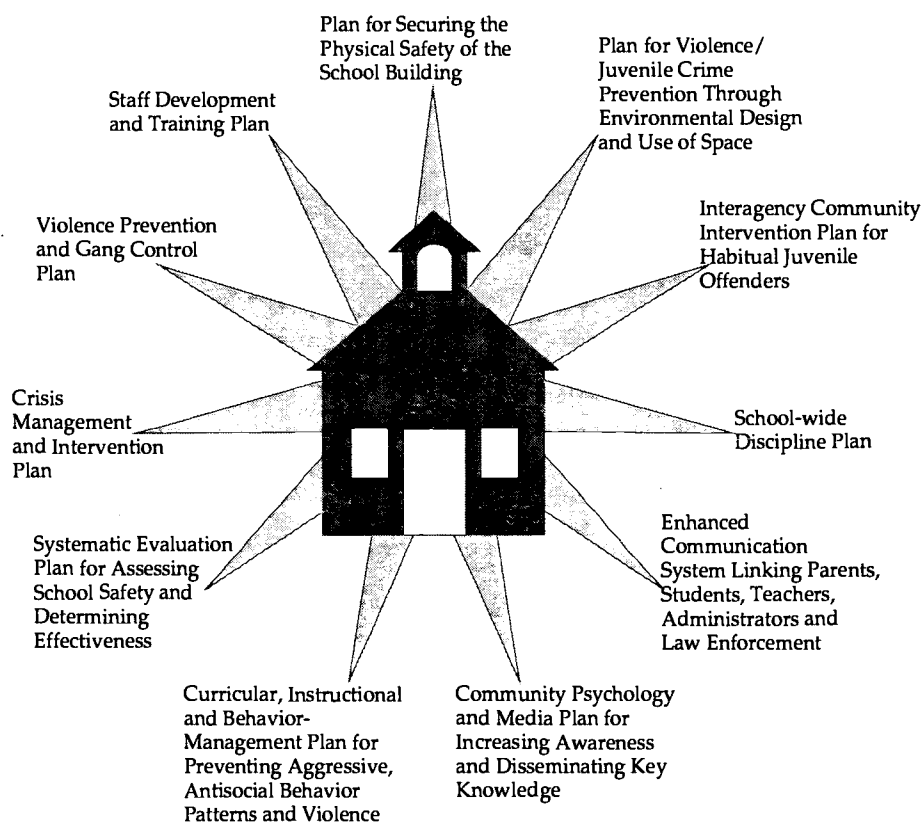 Plan for Securing the
Physical Safety of the
School Building
Plan for Violence/
Juvenile Crime
Prevention Through
Environmental Design
and Use of Space
Interagency Community
Intervention Plan for
Habitual Juvenile
Offenders
School-wide
Discipline Plan
Enhanced
Communication
System Linking Parents,
Students, Teachers,
Administrators and
Law Enforcement
Community Psychology
and Media Plan for
Increasing Awareness
and Disseminating Key
Knowledge
Curricular, Instructional
and Behavior-
Management Plan for
Preventing Aggressive,
Antisocial Behavior
Patterns and Violence
Systematic Evaluation
Plan for Assessing
School Safety and
Determining
Effectiveness
Crisis
Management
and Intervention
Plan
Violence Prevention
and Gang Control
Plan
Staff Development
and Training Plan